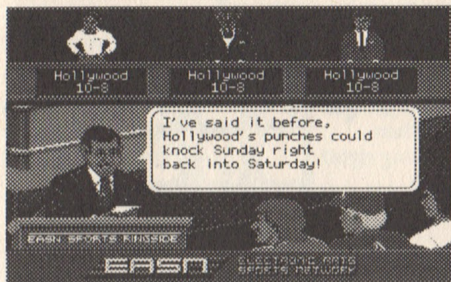 Hollywood
10-8
Hollywood
10-8
Hollywood
10-8
I've said it before,
Hollywood's punches could
knock Sunday right
back into Saturday!
EASN SPORTS RINGSIDE
EASN
ELECTRONIC ARTS
SPORTS NETWORK